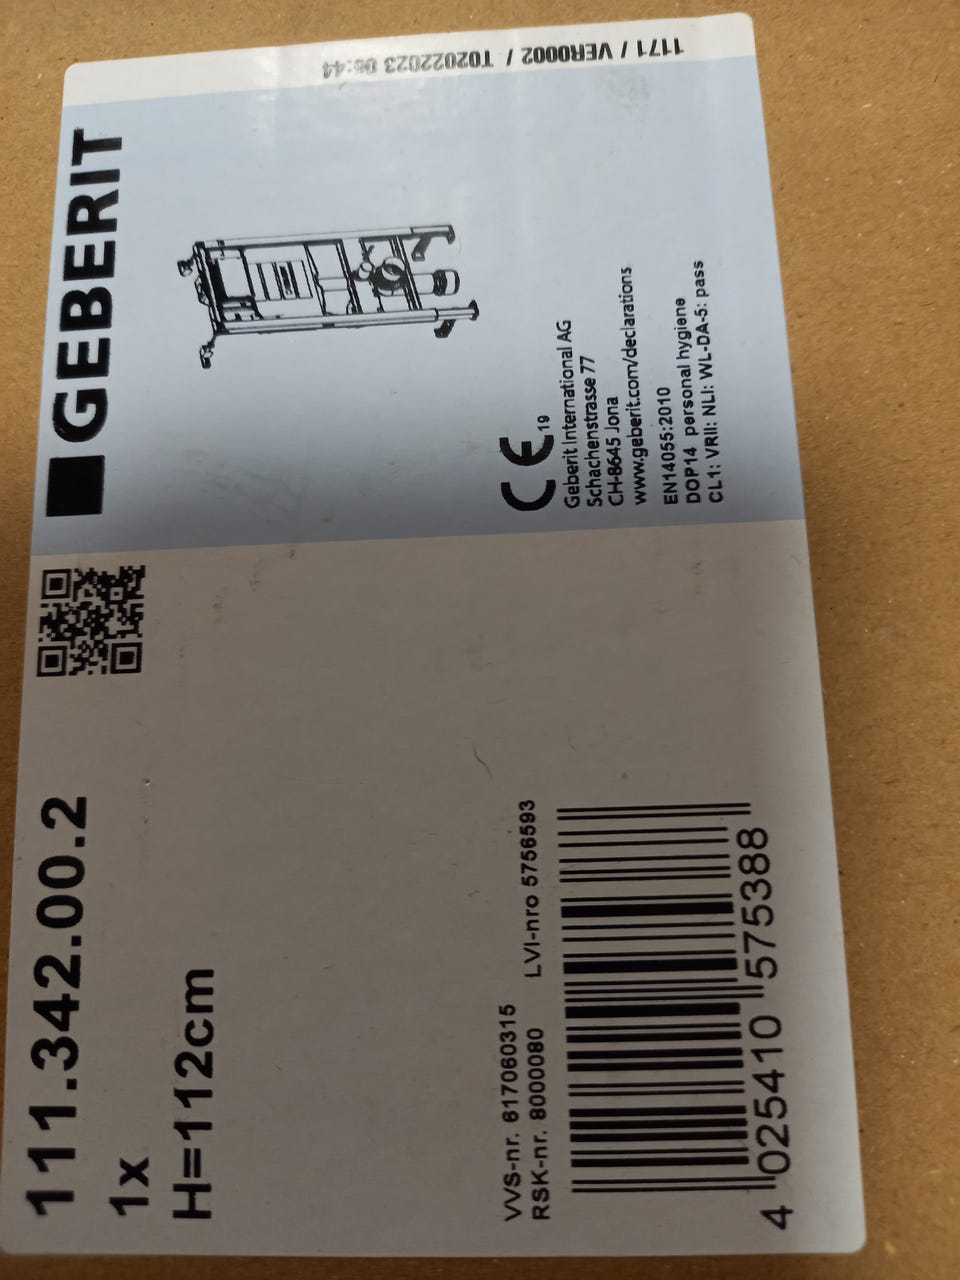 111.342.00.2
1x
H=112cm
VVS-nr. 617060315
RSK-nr. 8000080 LVI-nro 5756593
4 025410 575388
GEBERIT
CE 19
Geberit International AG
Schachenstrasse 77
CH-8645 Jona
www.geberit.com/declarations
EN14055:2010
DOP14 personal hygiene
CL1: VRII: NLI: WL-DA-5: pass
1171 / VER0002 / T02022023 06:44